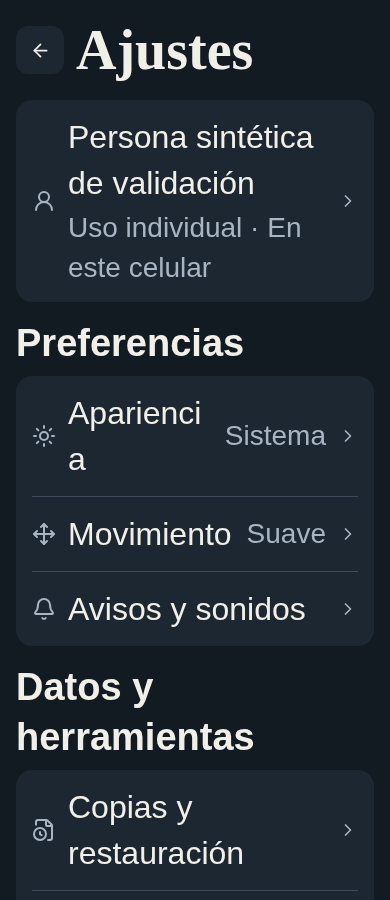 Ajustes
Persona sintética
de validación
Uso individual · En
este celular
Preferencias
Aparienci
a
Sistema
Movimiento Suave
Avisos y sonidos
Datos y
herramientas
Copias y
restauración